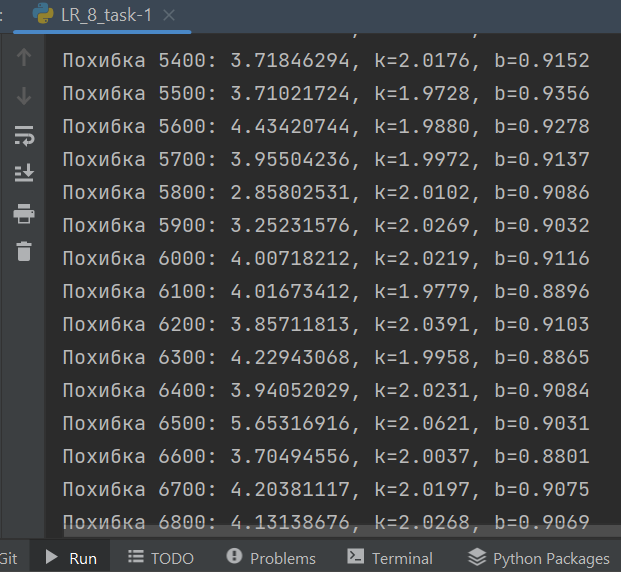 LR_8_task-1
Похибка 5400: 3.71846294, k=2.0176, b=0.9152
Похибка 5500: 3.71021724, k=1.9728, b=0.9356
Похибка 5600: 4.43420744, k=1.9880, b=0.9278
Похибка 5700: 3.95504236, k=1.9972, b=0.9137
Похибка 5800: 2.85802531, k=2.0102, b=0.9086
Похибка 5900: 3.25231576, k=2.0269, b=0.9032
Похибка 6000: 4.00718212, k=2.0219, b=0.9116
Похибка 6100: 4.01673412, k=1.9779, b=0.8896
Похибка 6200: 3.85711813, k=2.0391, b=0.9103
Похибка 6300: 4.22943068, k=1.9958, b=0.8865
Похибка 6400: 3.94052029, k=2.0231, b=0.9084
Похибка 6500: 5.65316916, k=2.0621, b=0.9031
Похибка 6600: 3.70494556, k=2.0037, b=0.8801
Похибка 6700: 4.20381117, k=2.0197, b=0.9075
Похибка 6800: 4.13138676, k=2.0268, b=0.9069
Git Run TODO Problems Terminal Python Packages